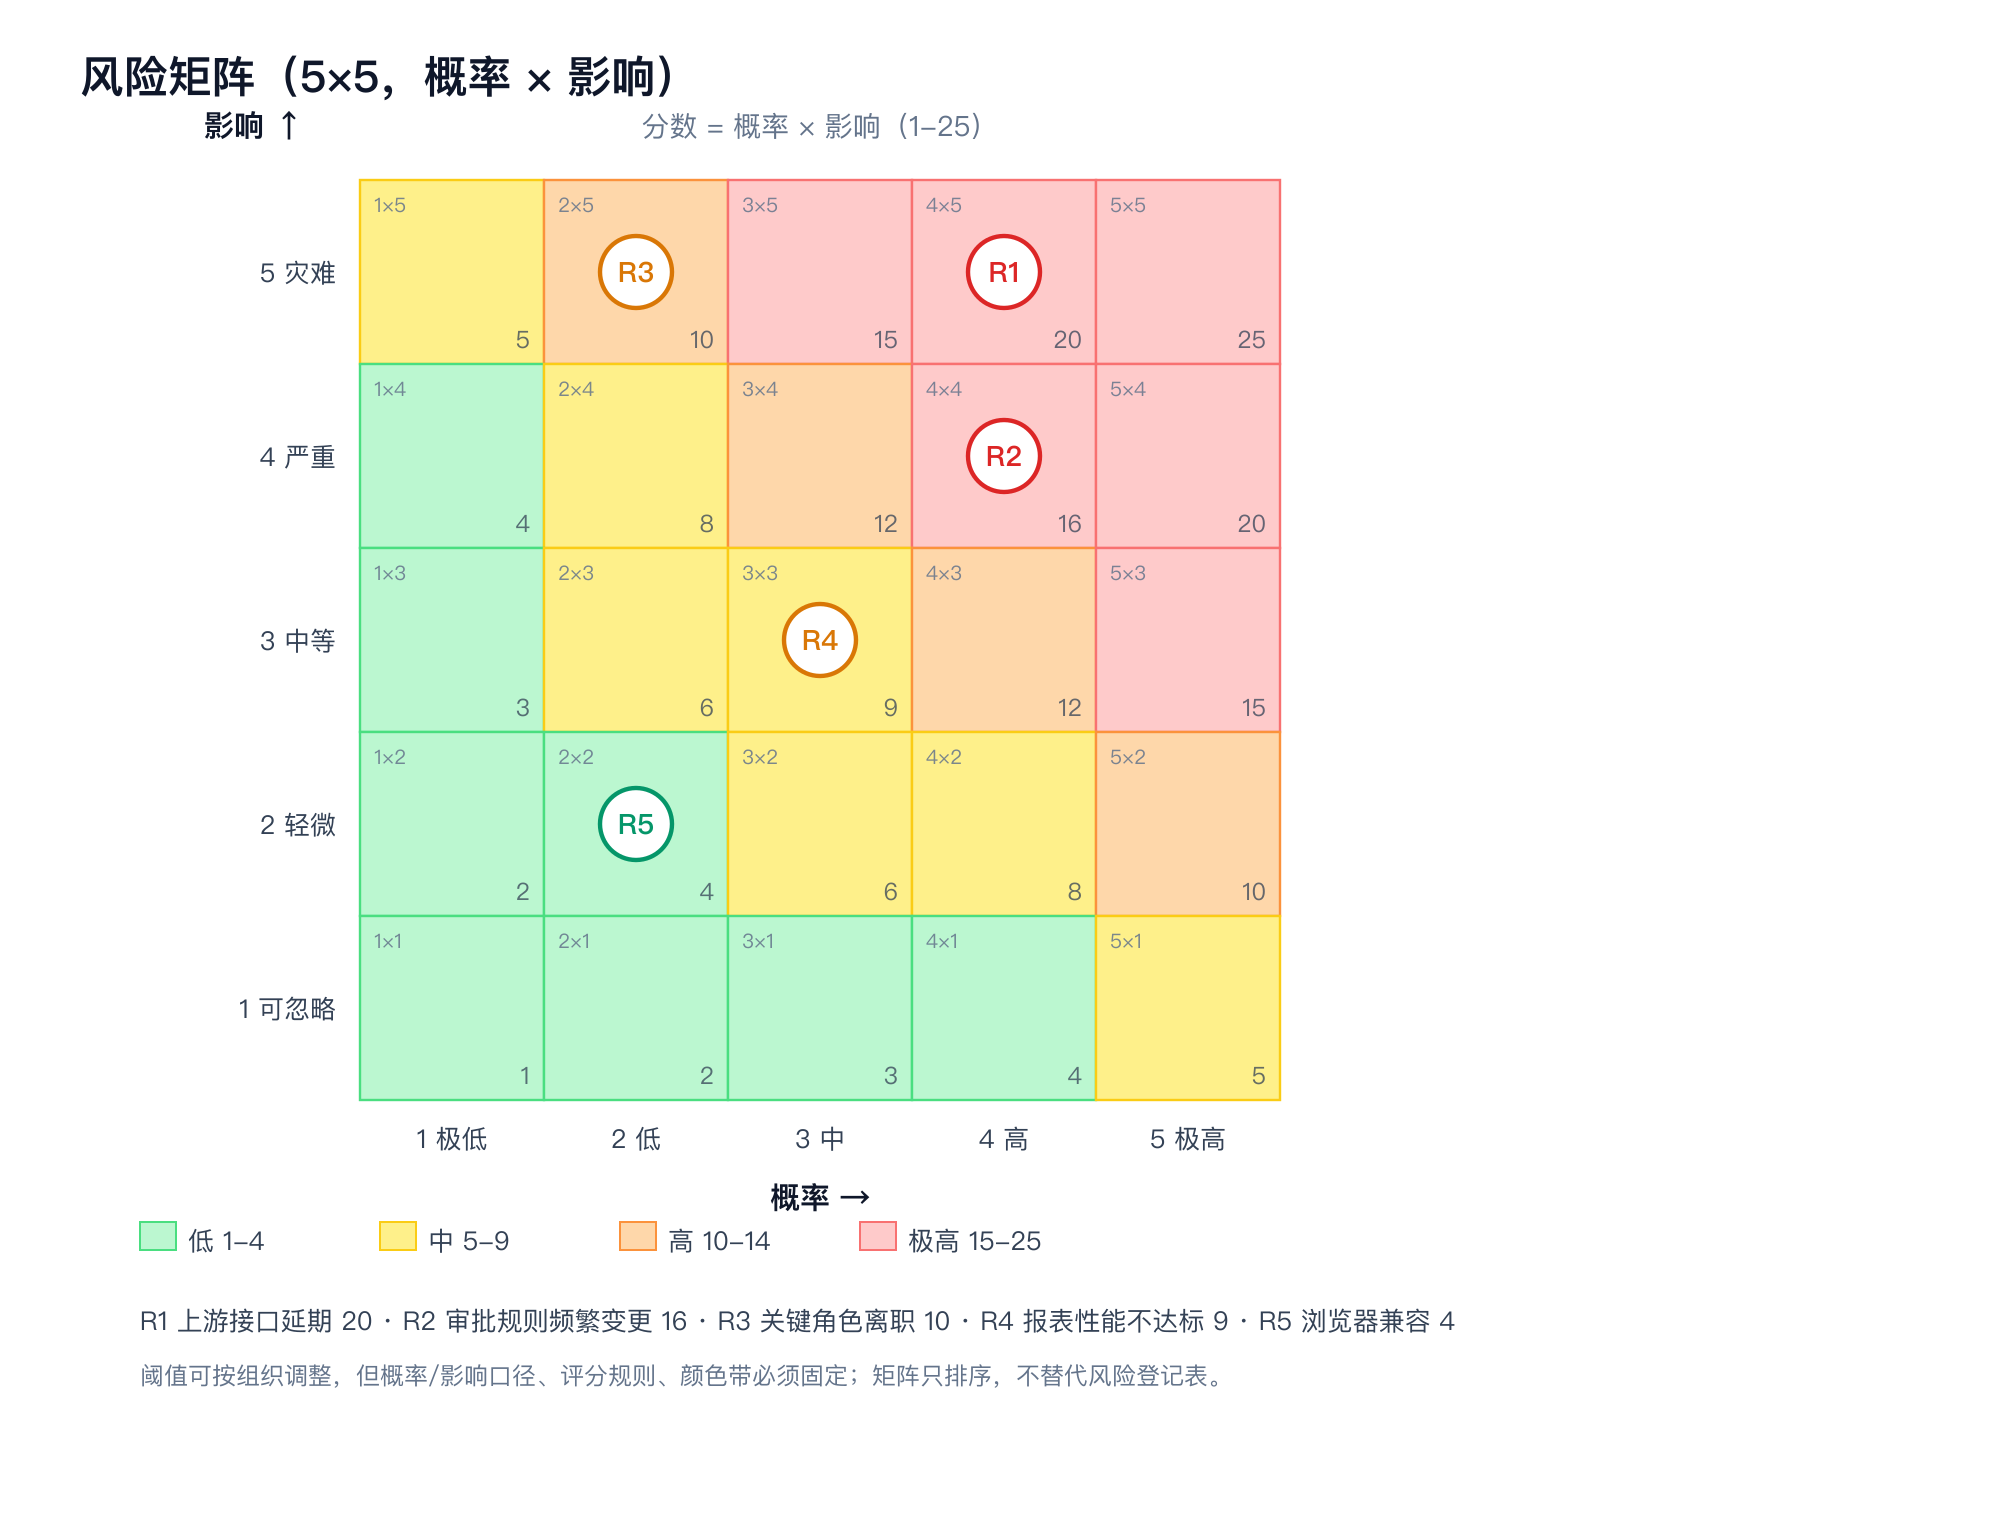 风险矩阵（5×5，概率 × 影响）
影响 ↑
分数 = 概率 × 影响（1–25）
1×5 2×5 3×5 4×5 5×5
5 灾难 R3 R1
5 10 15 20 25
1×4 2×4 3×4 4×4 5×4
4 严重 R2
4 8 12 16 20
1×3 2×3 3×3 4×3 5×3
3 中等 R4
3 6 9 12 15
1×2 2×2 3×2 4×2 5×2
2 轻微 R5
2 4 6 8 10
1×1 2×1 3×1 4×1 5×1
1 可忽略
1 2 3 4 5
1 极低 2 低 3 中 4 高 5 极高
概率 →
低 1–4 中 5–9 高 10–14 极高 15–25
R1 上游接口延期 20 · R2 审批规则频繁变更 16 · R3 关键角色离职 10 · R4 报表性能不达标 9 · R5 浏览器兼容 4
阈值可按组织调整，但概率/影响口径、评分规则、颜色带必须固定；矩阵只排序，不替代风险登记表。